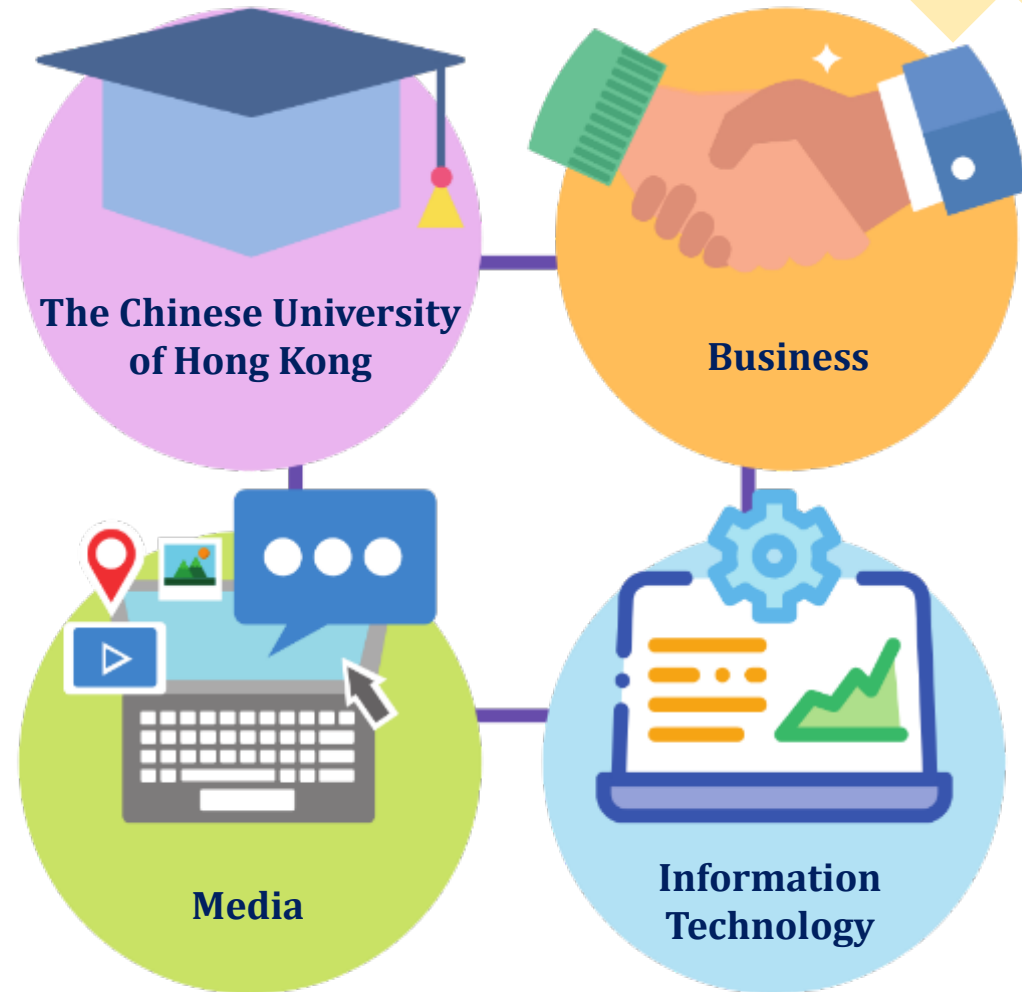 The Chinese University
of Hong Kong
Business
Media
Information
Technology